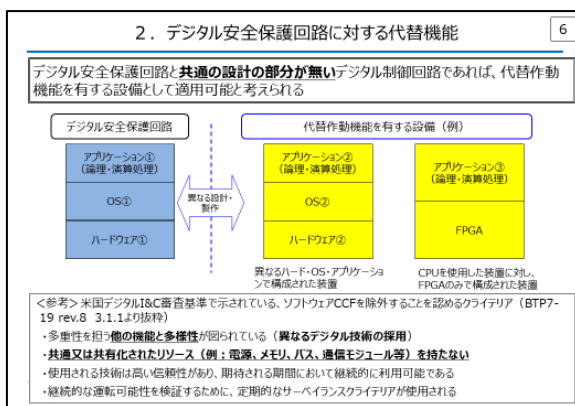 2．デジタル安全保護回路に対する代替機能
6
デジタル安全保護回路と共通の設計の部分が無いデジタル制御回路であれば、代替作動
機能を有する設備として適用可能と考えられる
デジタル安全保護回路
代替作動機能を有する設備（例）
アプリケーション①
（論理・演算処理）
OS①
ハードウェア①
異なる設計・
製作
アプリケーション②
（論理・演算処理）
OS②
ハードウェア②
アプリケーション③
（論理・演算処理）
FPGA
異なるハード・OS・アプリケーショ
ンで構成された装置
CPUを使用した装置に対し、
FPGAのみで構成された装置
＜参考＞米国デジタルI&C審査基準で示されている、ソフトウェアCCFを除外することを認めるクライテリア（BTP7-
19 rev.8 3.1.1より抜粋）
・多重性を担う他の機能と多様性が図られている（異なるデジタル技術の採用）
・共通又は共有化されたリソース（例：電源、メモリ、バス、通信モジュール等）を持たない
・使用される技術は高い信頼性があり、期待される期間において継続的に利用可能である
・継続的な運転可能性を検証するために、定期的なサーベイランスクライテリアが使用される